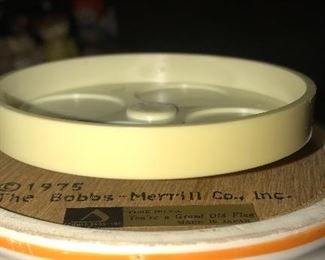 ©1975
The Bobbs-Merrill Co., Inc.
You're a Grand Old Flag
MADE IN JAPAN